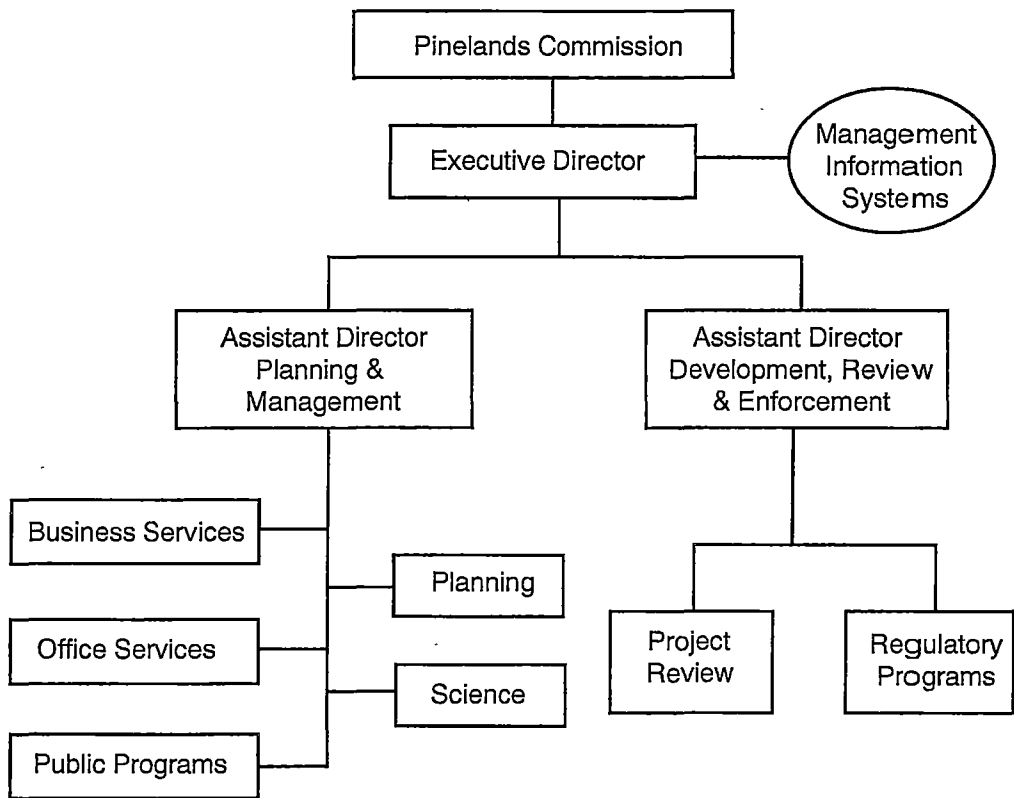 Pinelands Commission
Executive Director
Management
Information
Systems
Assistant Director
Planning &
Management
Assistant Director
Development, Review
& Enforcement
Business Services
Planning
Office Services
Project
Review
Regulatory
Programs
Science
Public Programs